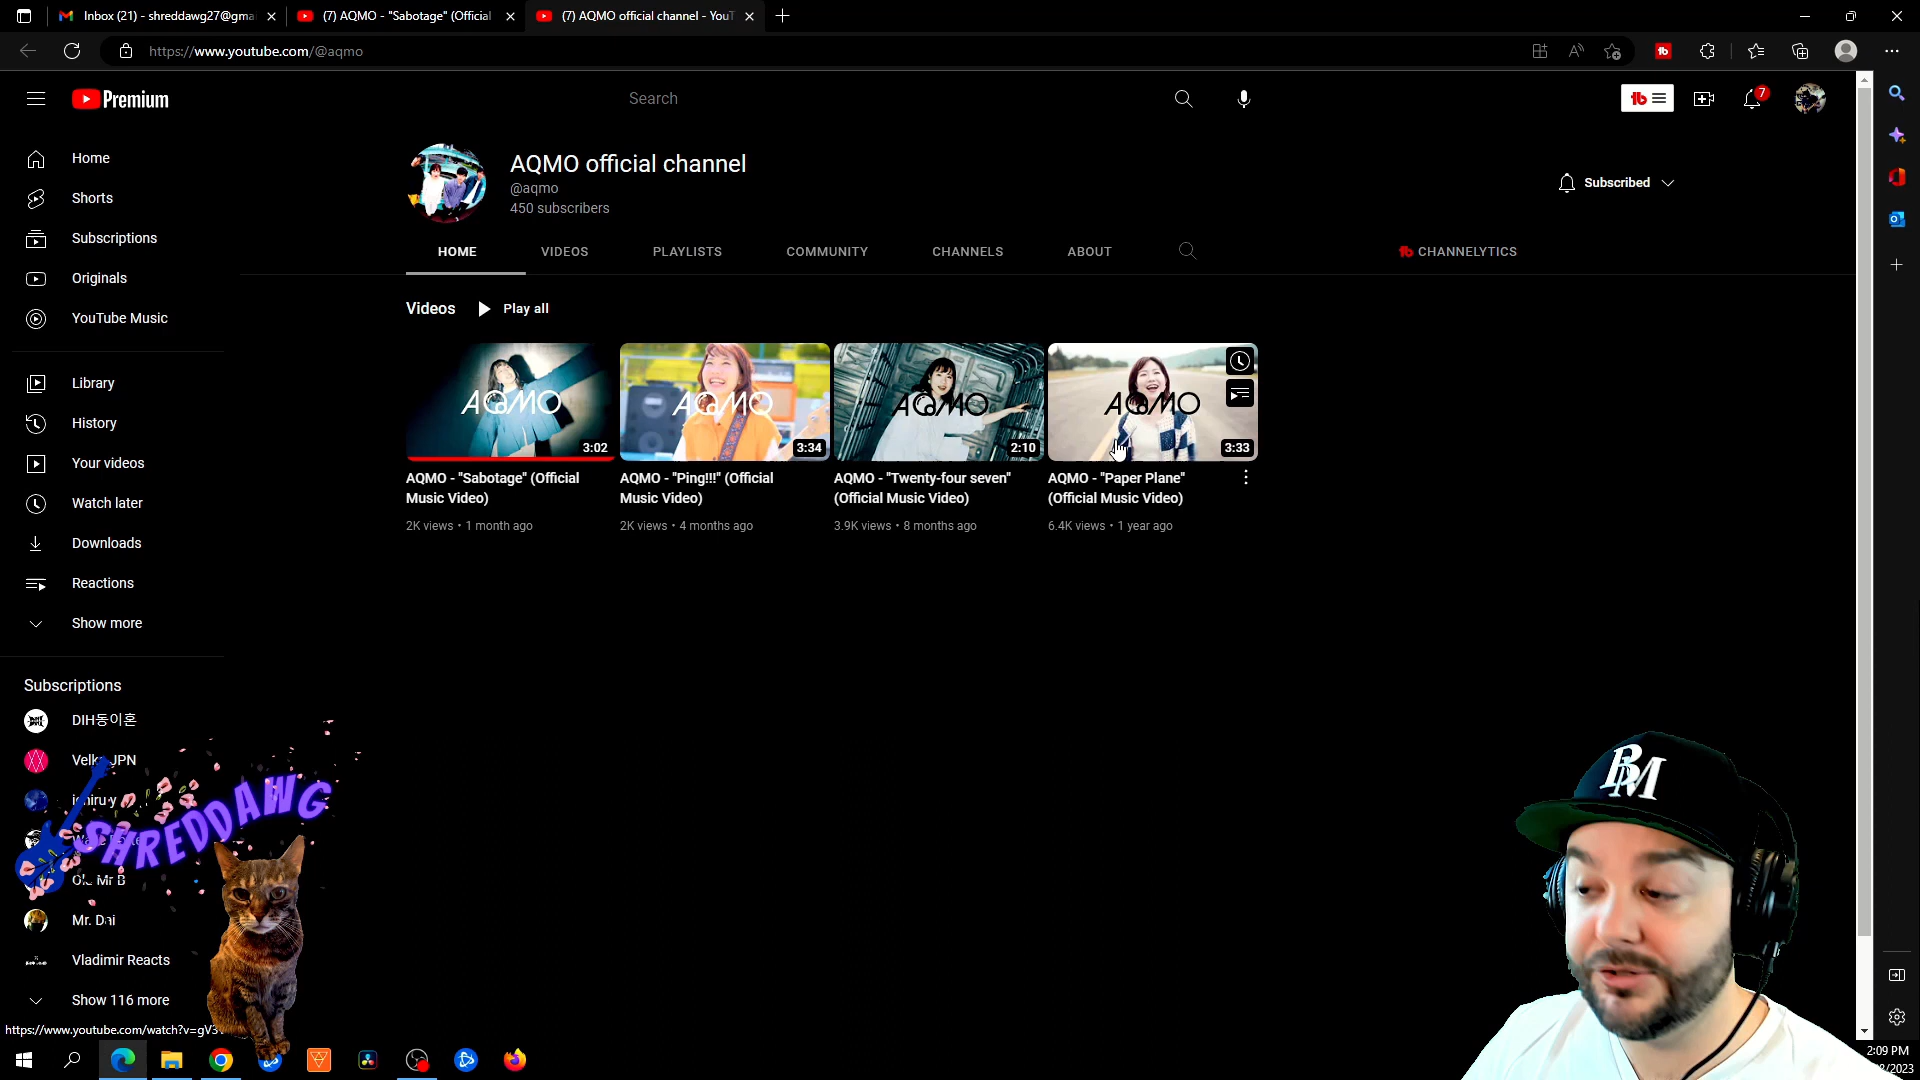 Inbox (21) - shreddawg27@gmai
(7) AQMO - "Sabotage" (Official
(7) AQMO official channel - YouT
https://www.youtube.com/@aqmo
Premium
Search
7
Home
Shorts
Subscriptions
Originals
YouTube Music
Library
History
Your videos
Watch later
Downloads
Reactions
Show more
Subscriptions
DIH동이혼
JPN
Mr. Dai
Vladimir Reacts
Show 116 more
https://www.youtube.com/watch?v=gV3
SHREDDAWG
AQMO official channel
@aqmo
450 subscribers
Subscribed
HOME
VIDEOS
PLAYLISTS
COMMUNITY
CHANNELS
ABOUT
CHANNELYTICS
Videos
Play all
AQMO
3:02
AQMO
3:34
AQMO
2:10
AQMO
3:33
AQMO - "Sabotage" (Official
Music Video)
2K views • 1 month ago
AQMO - "Ping!!!" (Official
Music Video)
2K views • 4 months ago
AQMO - "Twenty-four seven"
(Official Music Video)
3.9K views • 8 months ago
AQMO - "Paper Plane"
(Official Music Video)
6.4K views • 1 year ago
BM
2:09 PM
/2023